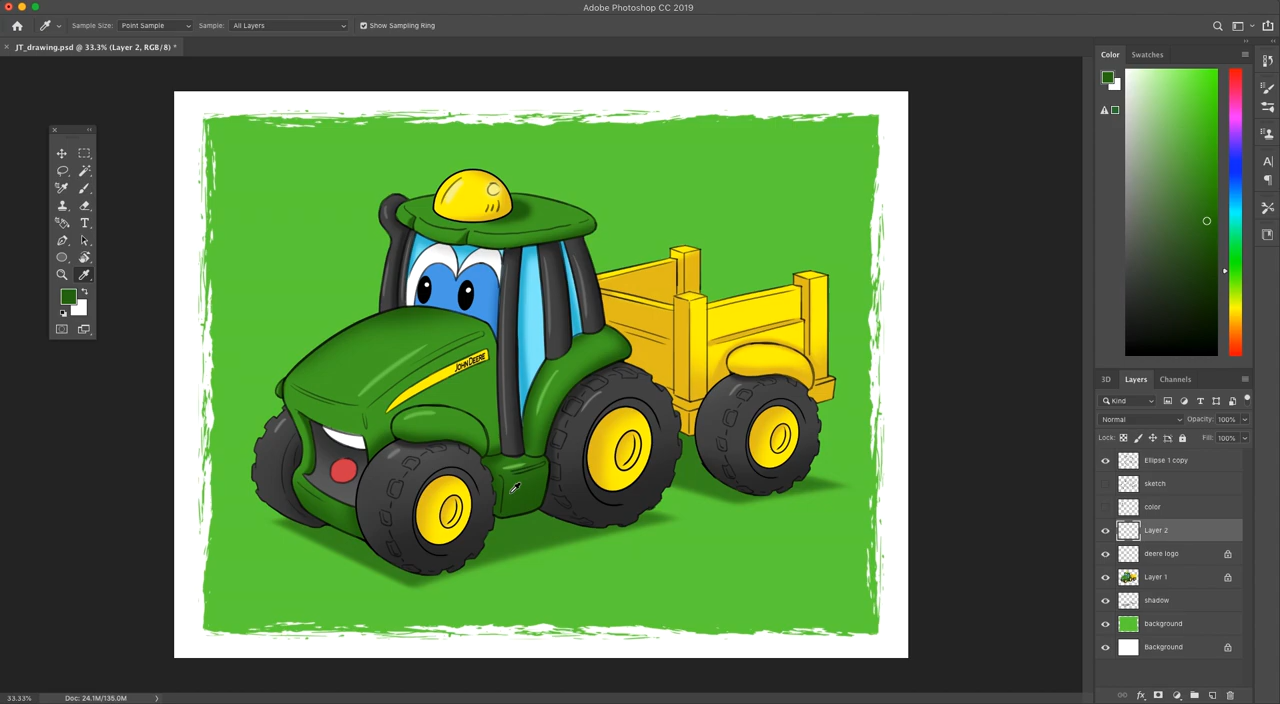 Adobe Photoshop CC 2019
Sample Size: Point Sample Sample: All Layers Show Sampling Ring
JT_drawing.psd @ 33.3% (Layer 2, RGB/8) *
Color Swatches
JOHN DEERE
3D Layers Channels
Kind
Normal Opacity: 100%
Lock: Fill: 100%
Ellipse 1 copy
sketch
color
Layer 2
deere logo
Layer 1
shadow
background
Background
33.33% Doc: 24.1M/135.0M